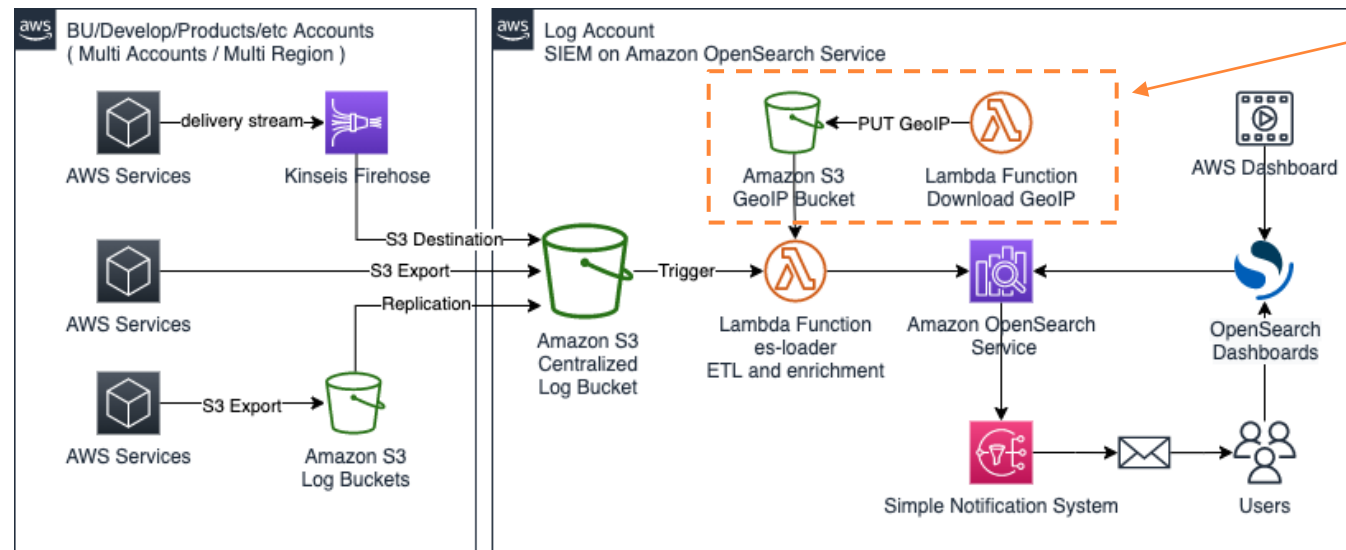 aws
BU/Develop/Products/etc Accounts
( Multi Accounts / Multi Region )
AWS Services
delivery stream
Kinseis Firehose
S3 Destination
AWS Services
S3 Export
Replication
AWS Services
S3 Export
Amazon S3
Log Buckets
aws
Log Account
SIEM on Amazon OpenSearch Service
Amazon S3
GeoIP Bucket
PUT GeoIP
Lambda Function
Download GeoIP
AWS Dashboard
Amazon S3
Centralized
Log Bucket
Trigger
Lambda Function
es-loader
ETL and enrichment
Amazon OpenSearch
Service
OpenSearch
Dashboards
Simple Notification System
Users